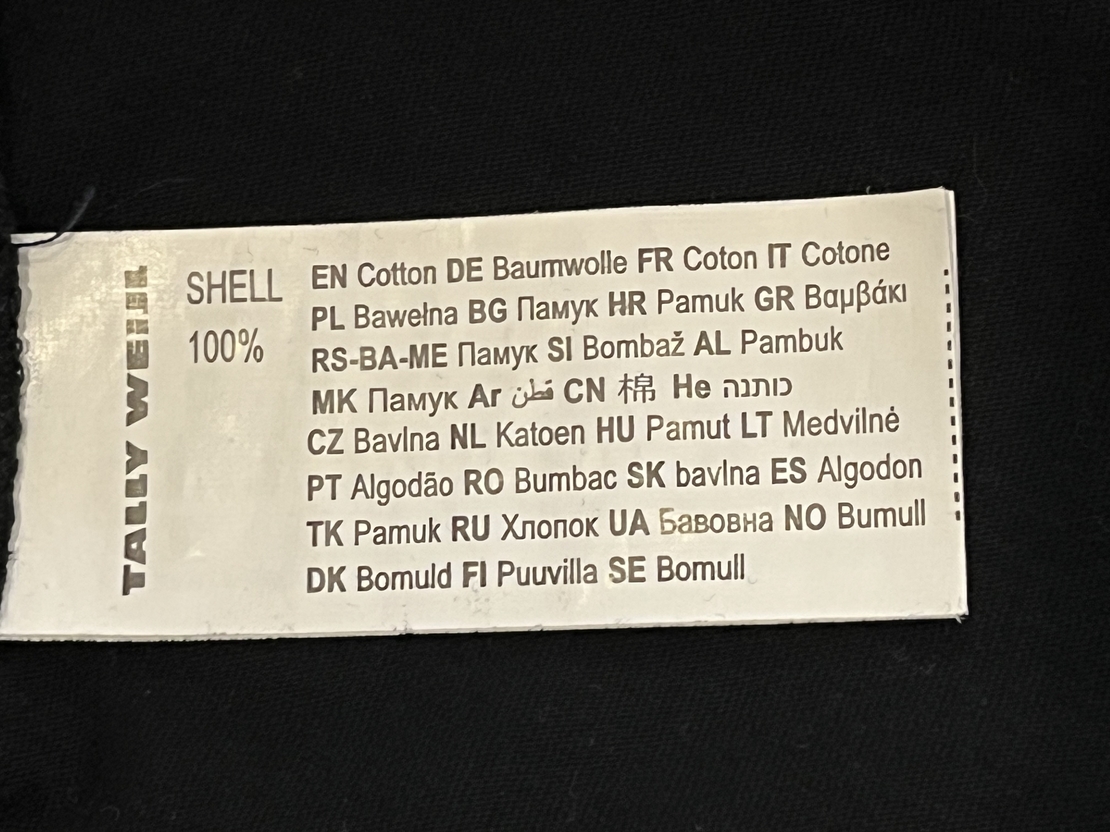 TALLY WEIJL
SHELL
100%
EN Cotton DE Baumwolle FR Coton IT Cotone
PL Bawełna BG Памук HR Pamuk GR Βαμβάκι
RS-BA-ME Памук SI Bombaž AL Pambuk
MK Памук Ar قطن CN 棉 He כותנה
CZ Bavlna NL Katoen HU Pamut LT Medvilnė
PT Algodão RO Bumbac SK bavlna ES Algodon
TK Pamuk RU Хлопок UA Бавовна NO Bumull
DK Bomuld FI Puuvilla SE Bomull